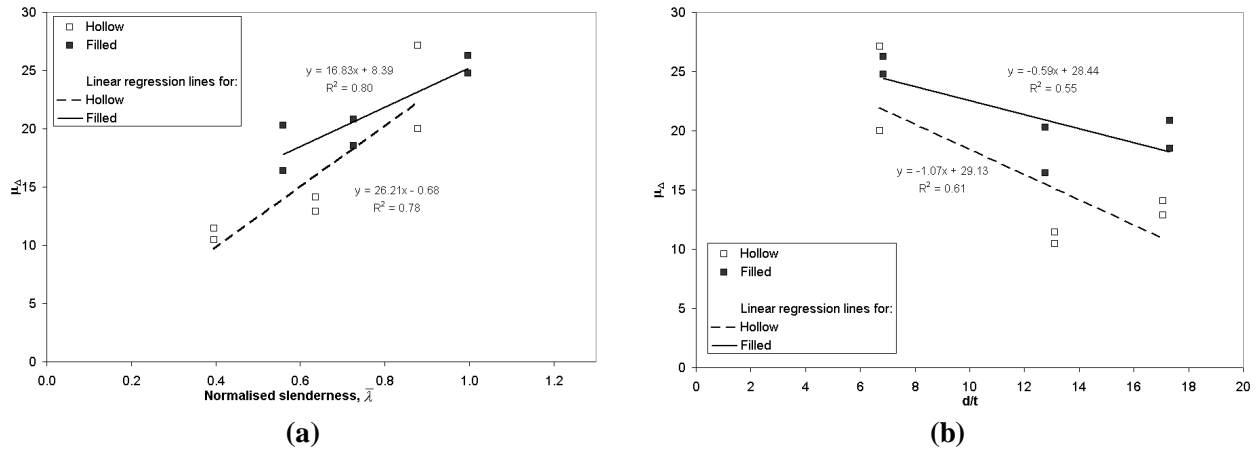 Hollow
Filled
Linear regression lines for:
Hollow
Filled
y = 16.83x + 8.39
R² = 0.80
y = 26.21x - 0.68
R² = 0.78
30
25
20
15
10
5
0
μΔ
0.0 0.2 0.4 0.6 0.8 1.0 1.2
Normalised slenderness, λ̅
(a)
30
25
20
15
10
5
0
μΔ
y = -0.59x + 28.44
R² = 0.55
y = -1.07x + 29.13
R² = 0.61
Hollow
Filled
Linear regression lines for:
Hollow
Filled
0 2 4 6 8 10 12 14 16 18 20
d/t
(b)